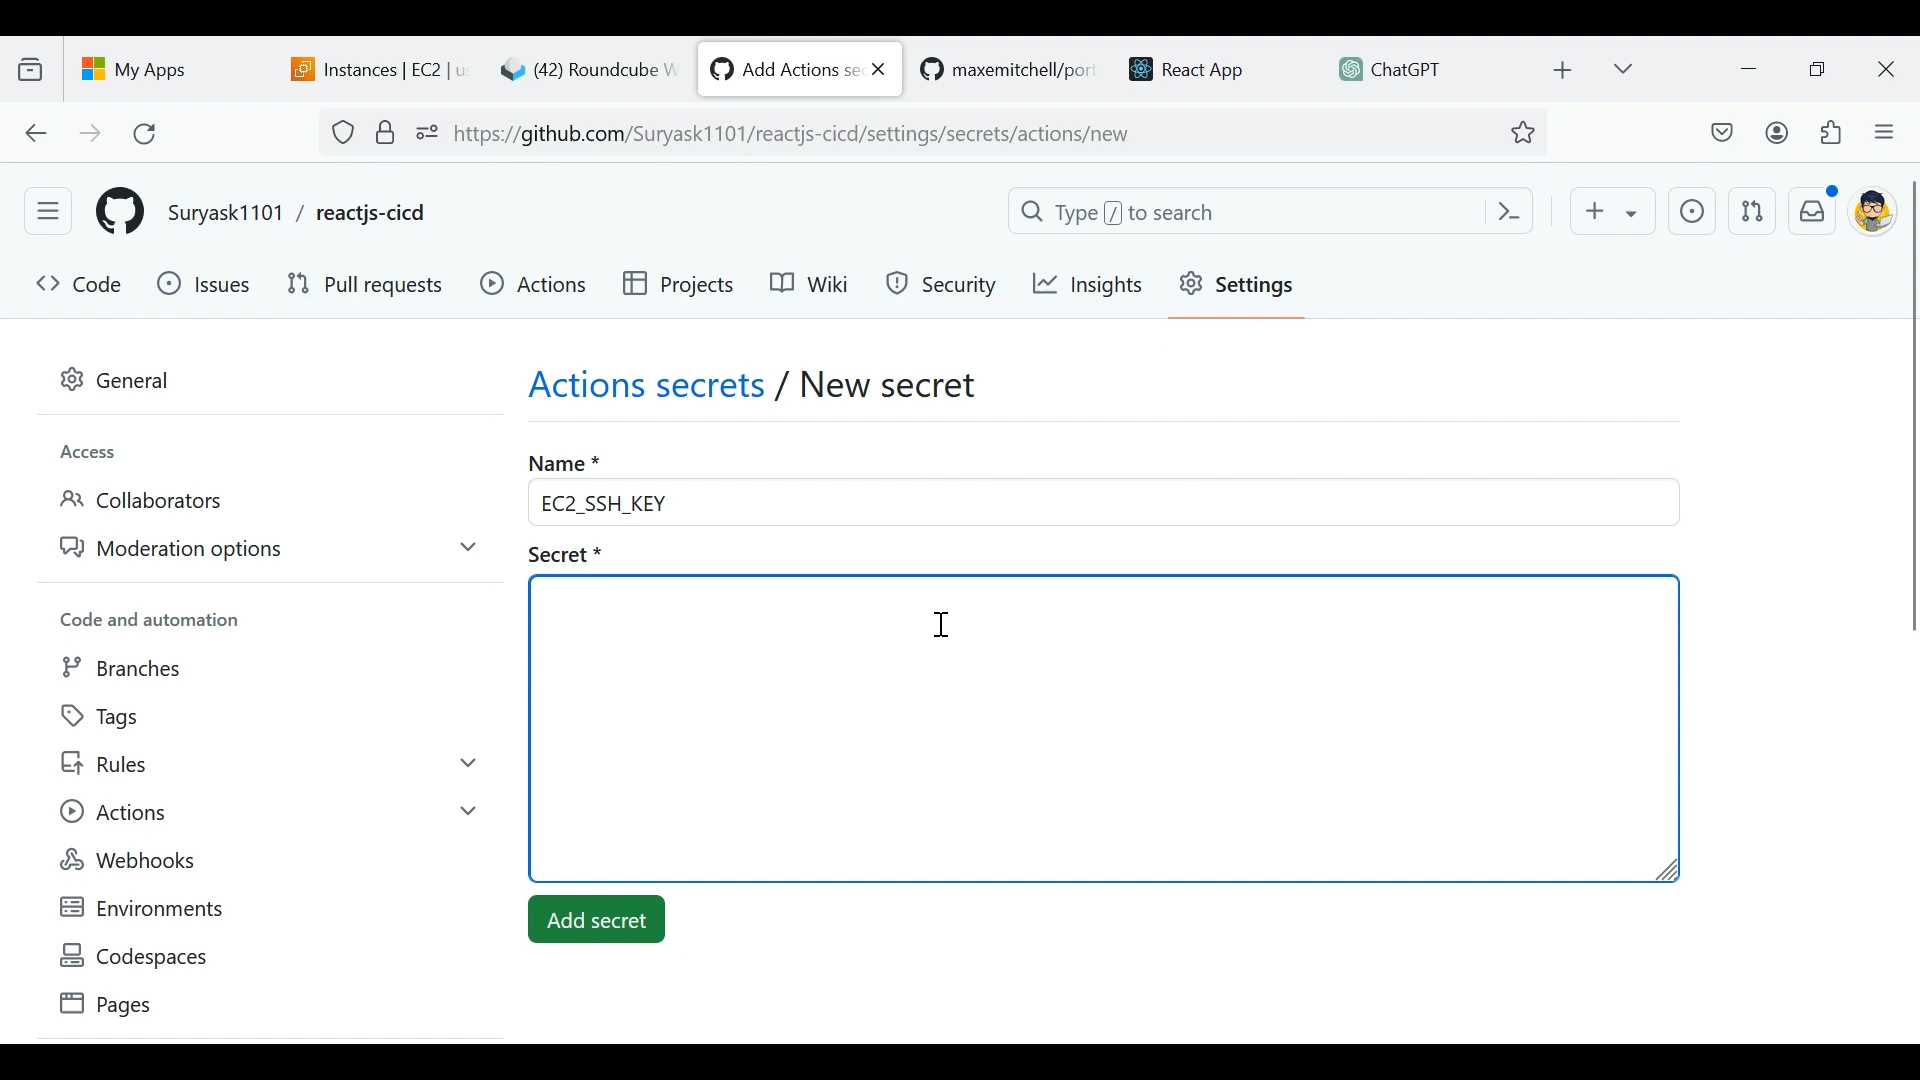 My Apps
Instances | EC2 | us
(42) Roundcube W
Add Actions sec
maxemitchell/port
React App
ChatGPT
https://github.com/Suryask1101/reactjs-cicd/settings/secrets/actions/new
Suryask1101 / reactjs-cicd
Type / to search
Code
Issues
Pull requests
Actions
Projects
Wiki
Security
Insights
Settings
General
Access
Collaborators
Moderation options
Code and automation
Branches
Tags
Rules
Actions
Webhooks
Environments
Codespaces
Pages
Actions secrets / New secret
Name *
EC2_SSH_KEY
Secret *
Add secret